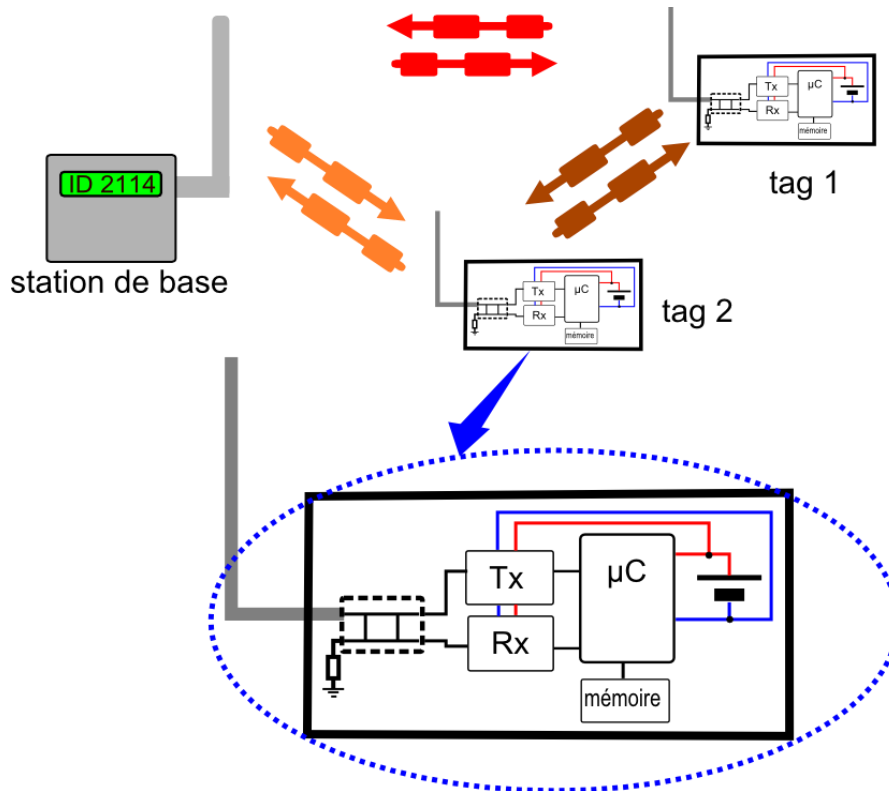 ID 2114
station de base
Tx
Rx
µC
mémoire
tag 1
Tx
Rx
µC
mémoire
tag 2
Tx
Rx
µC
mémoire